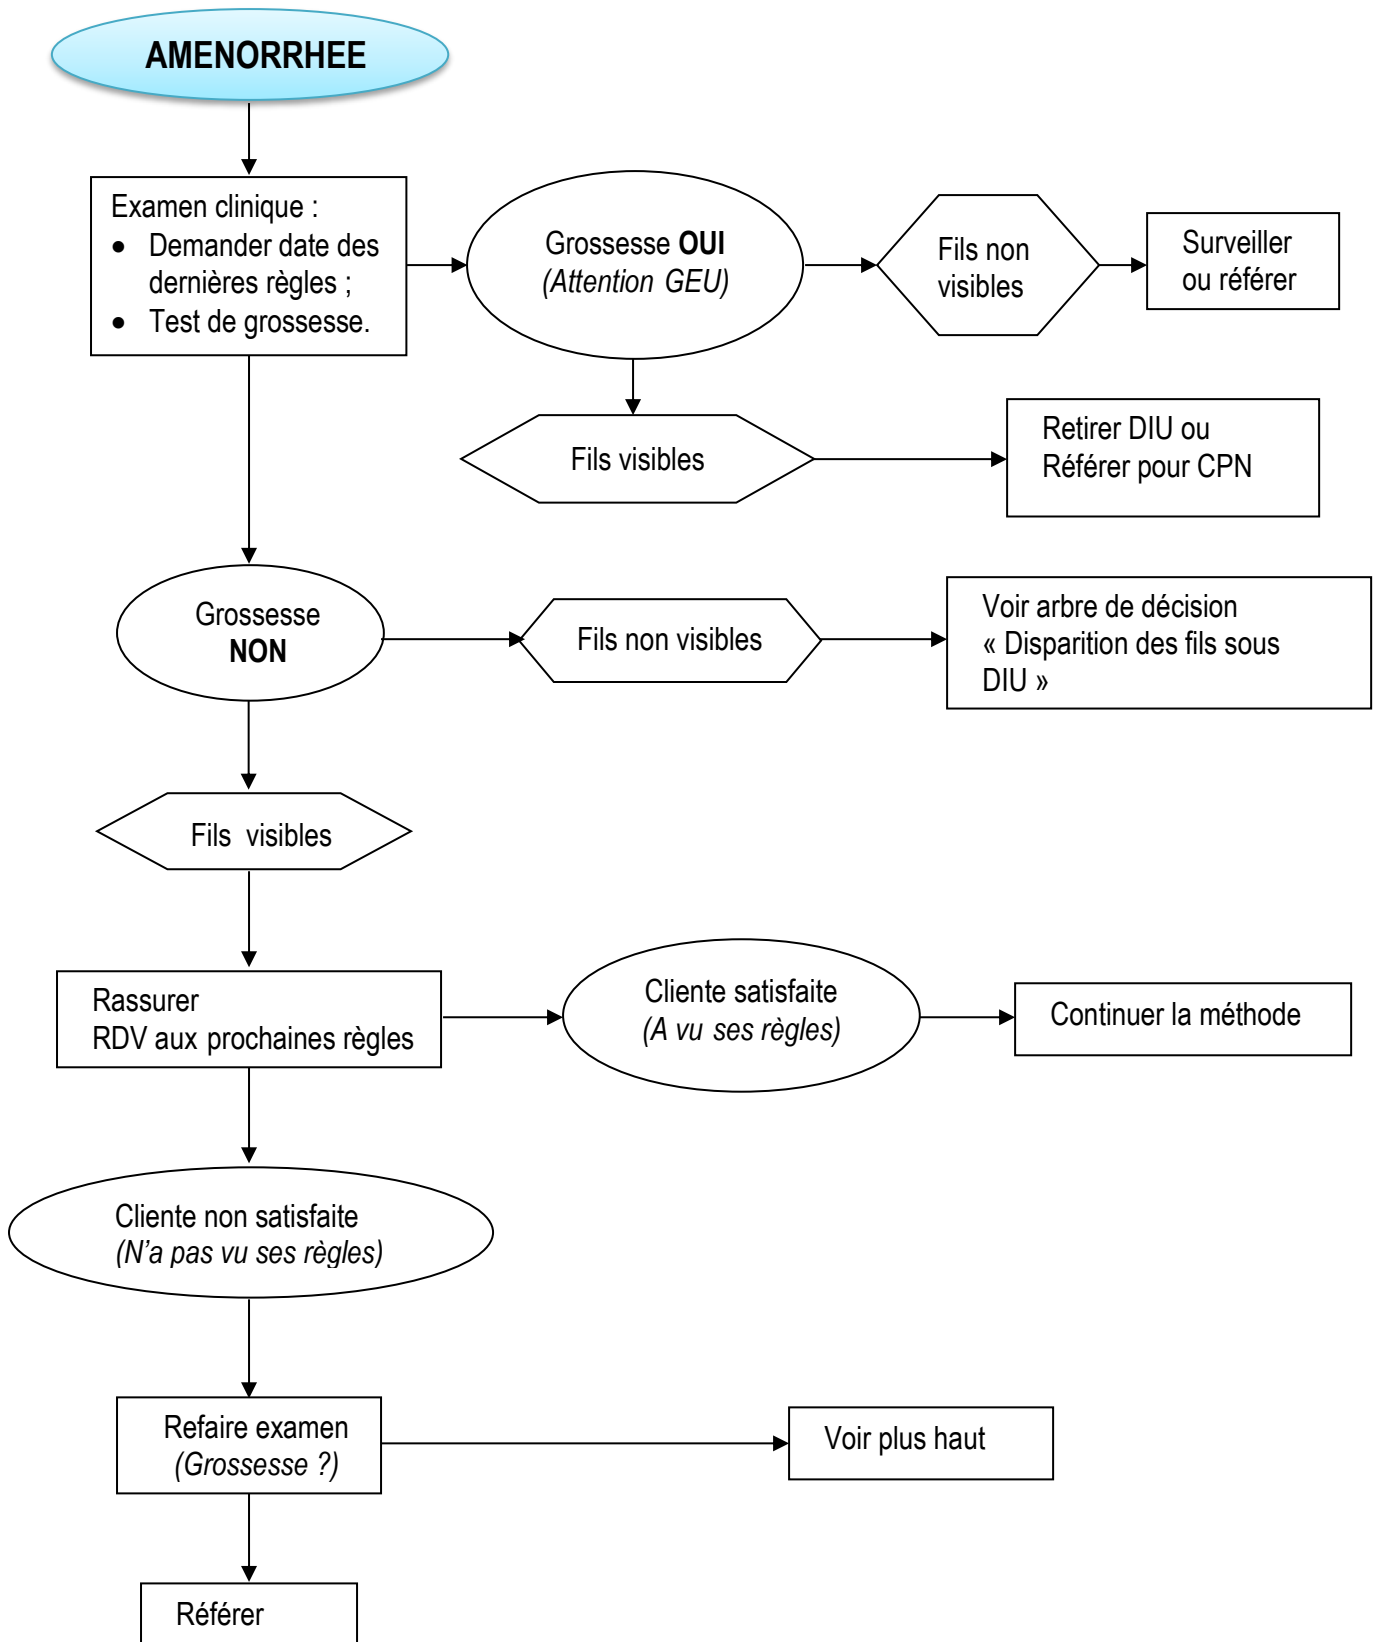 AMENORRHEE
Examen clinique :
• Demander date des
dernières règles ;
• Test de grossesse.
Grossesse OUI
(Attention GEU)
Fils non
visibles
Surveiller
ou référer
Fils visibles
Retirer DIU ou
Référer pour CPN
Grossesse
NON
Fils non visibles
Voir arbre de décision
« Disparition des fils sous
DIU »
Fils visibles
Rassurer
RDV aux prochaines règles
Cliente satisfaite
(A vu ses règles)
Continuer la méthode
Cliente non satisfaite
(N’a pas vu ses règles)
Refaire examen
(Grossesse ?)
Voir plus haut
Référer